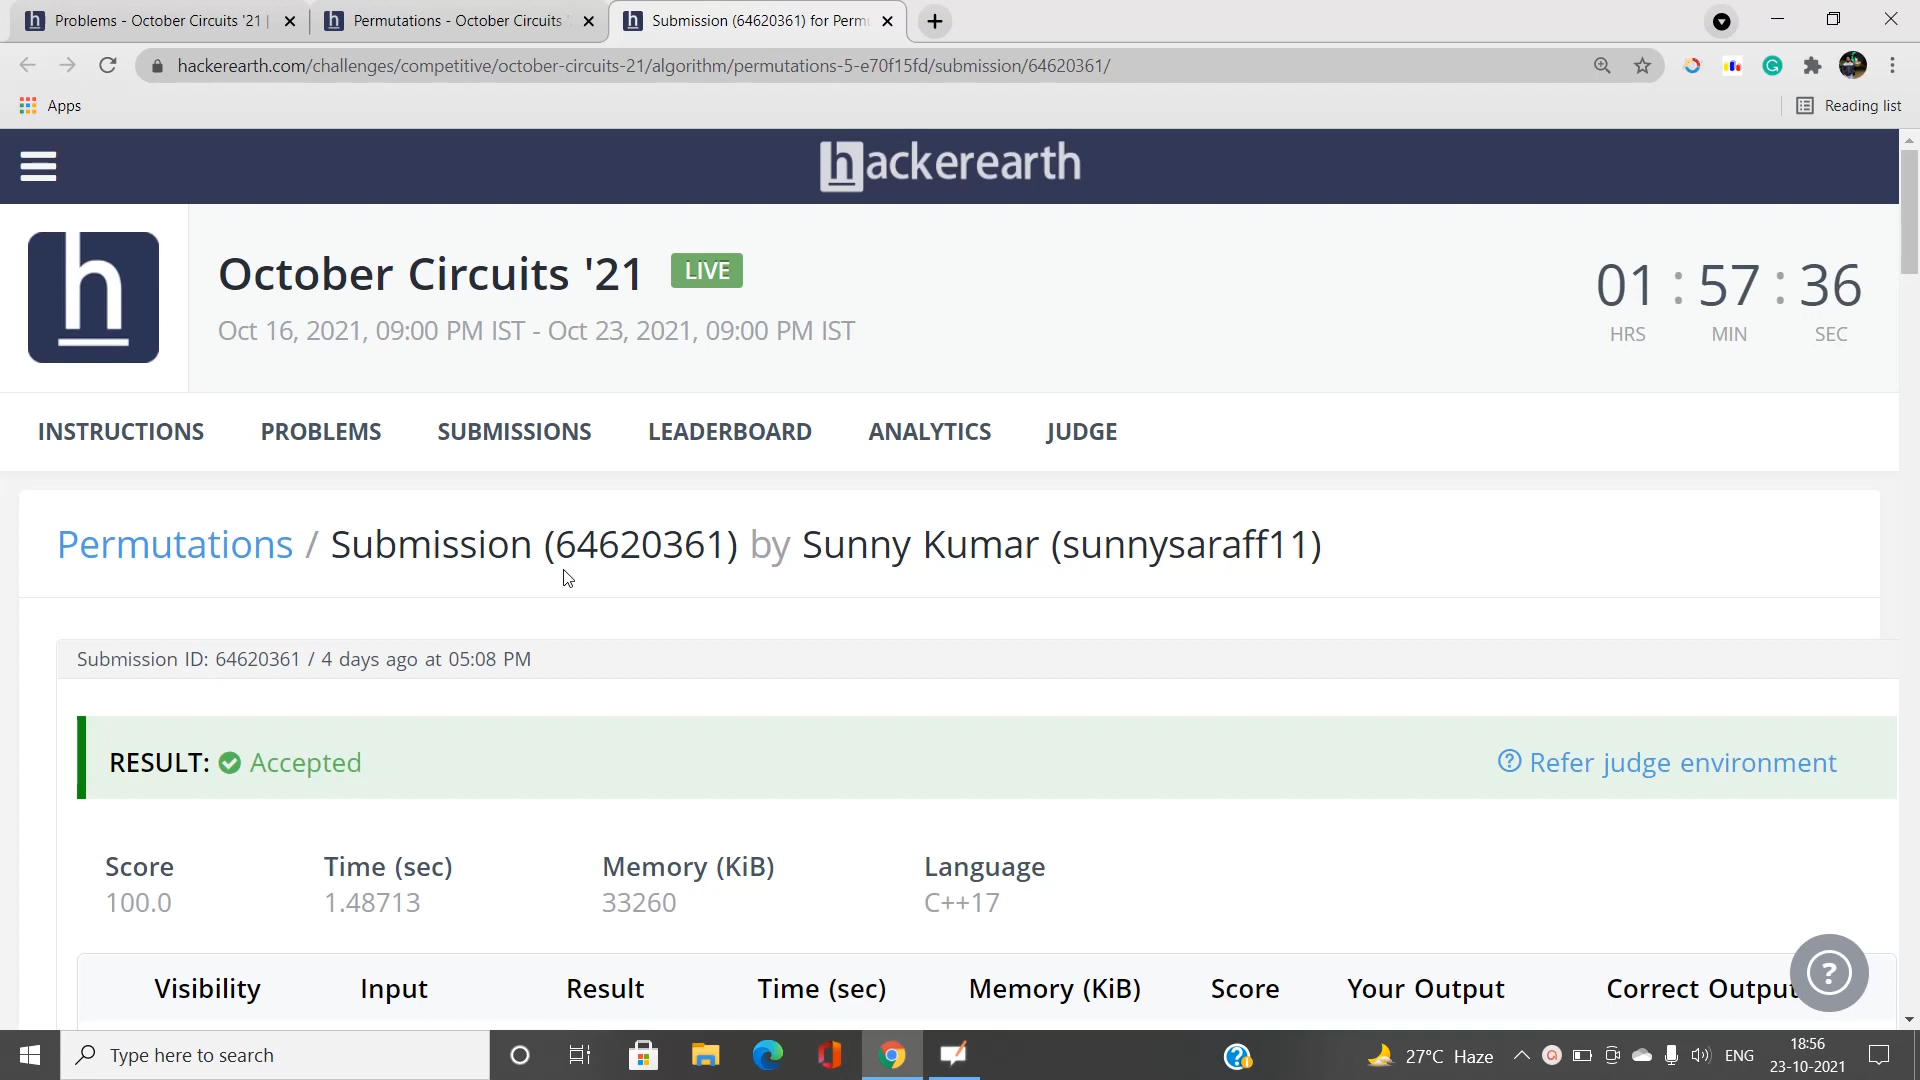 Problems - October Circuits '21 |
Permutations - October Circuits '
Submission (64620361) for Perm
hackerearth.com/challenges/competitive/october-circuits-21/algorithm/permutations-5-e70f15fd/submission/64620361/
Apps
Reading list
hackerearth
h
October Circuits '21 LIVE
Oct 16, 2021, 09:00 PM IST - Oct 23, 2021, 09:00 PM IST
01 : 57 : 36
HRS MIN SEC
INSTRUCTIONS PROBLEMS SUBMISSIONS LEADERBOARD ANALYTICS JUDGE
Permutations / Submission (64620361) by Sunny Kumar (sunnysaraff11)
Submission ID: 64620361 / 4 days ago at 05:08 PM
RESULT: Accepted
? Refer judge environment
Score Time (sec) Memory (KiB) Language
100.0 1.48713 33260 C++17
Visibility Input Result Time (sec) Memory (KiB) Score Your Output Correct Output
?
Type here to search
27°C Haze
ENG
18:56
23-10-2021